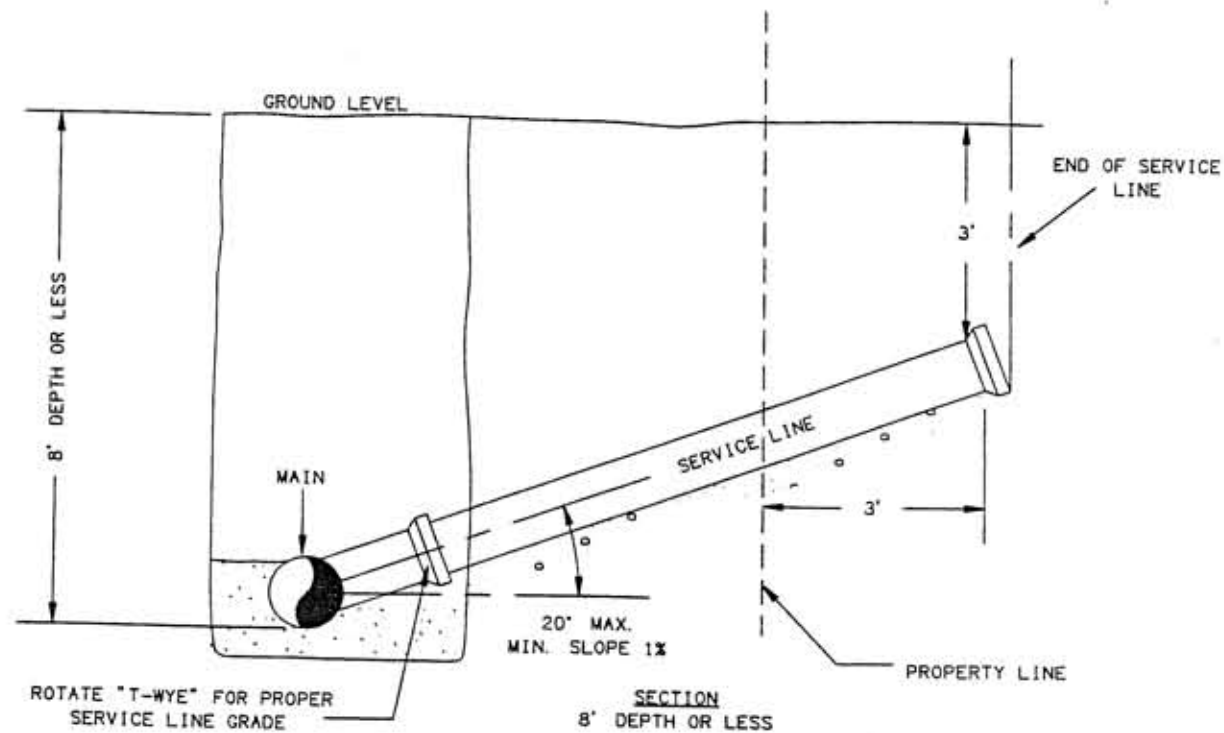 GROUND LEVEL
END OF SERVICE
LINE
3'
8' DEPTH OR LESS
SERVICE LINE
MAIN
3'
20° MAX.
MIN. SLOPE 1%
PROPERTY LINE
ROTATE "T-WYE" FOR PROPER
SERVICE LINE GRADE
SECTION
8' DEPTH OR LESS